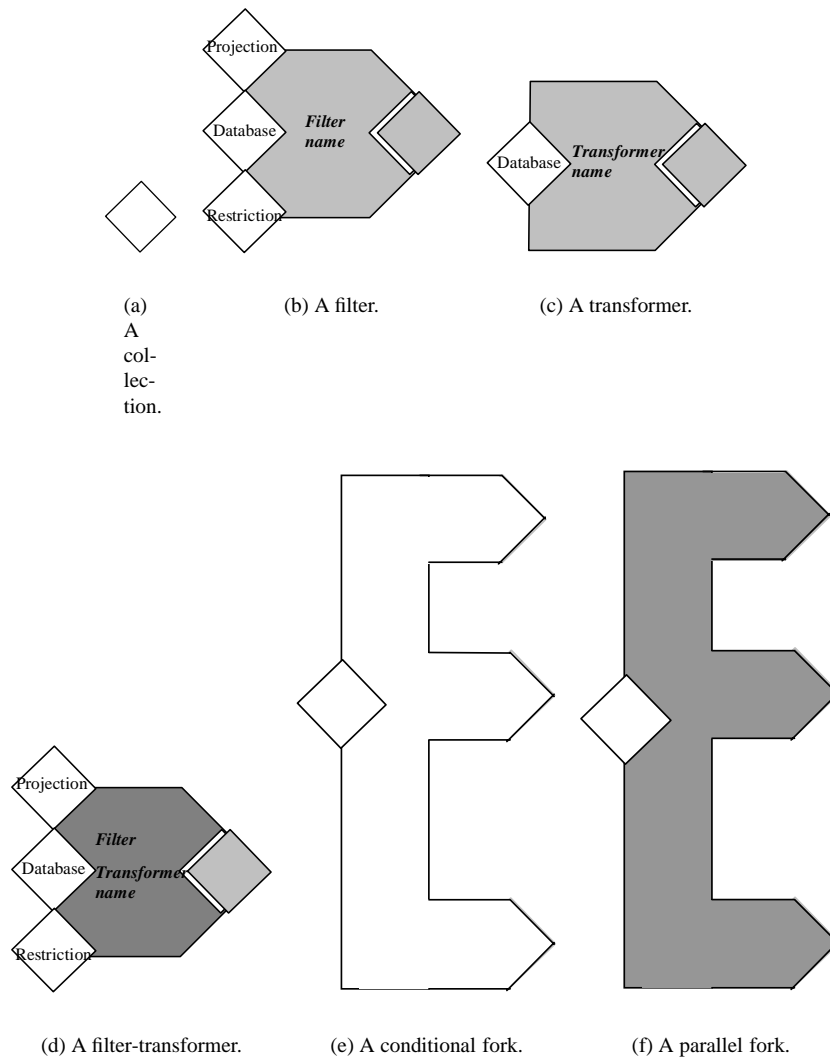 Projection
Database
Filter
name
Restriction
Database
Transformer
name
(a)
A
col-
lec-
tion.
(b) A filter.
(c) A transformer.
Projection
Filter
Database
Transformer
name
Restriction
(d) A filter-transformer.
(e) A conditional fork.
(f) A parallel fork.